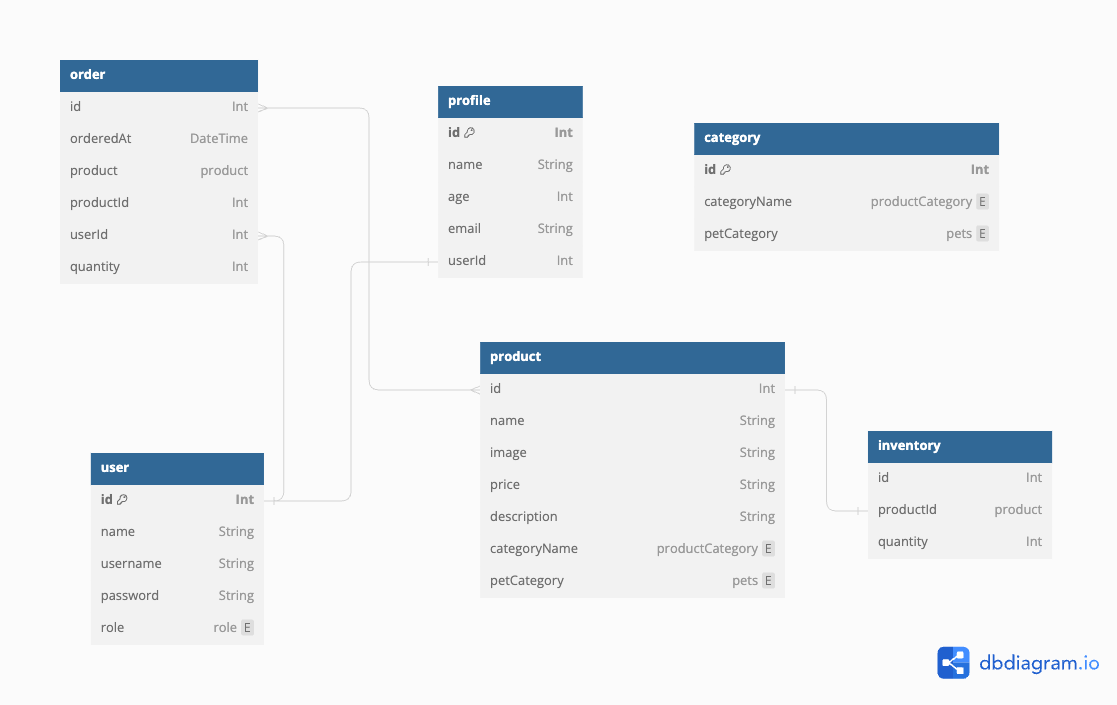 order
id Int
orderedAt DateTime
product product
productId Int
userId Int
quantity Int
profile
id Int
name String
age Int
email String
userId Int
category
id Int
categoryName productCategory E
petCategory pets E
product
id Int
name String
image String
price String
description String
categoryName productCategory E
petCategory pets E
inventory
id Int
productId product
quantity Int
user
id Int
name String
username String
password String
role role E
dbdiagram.io